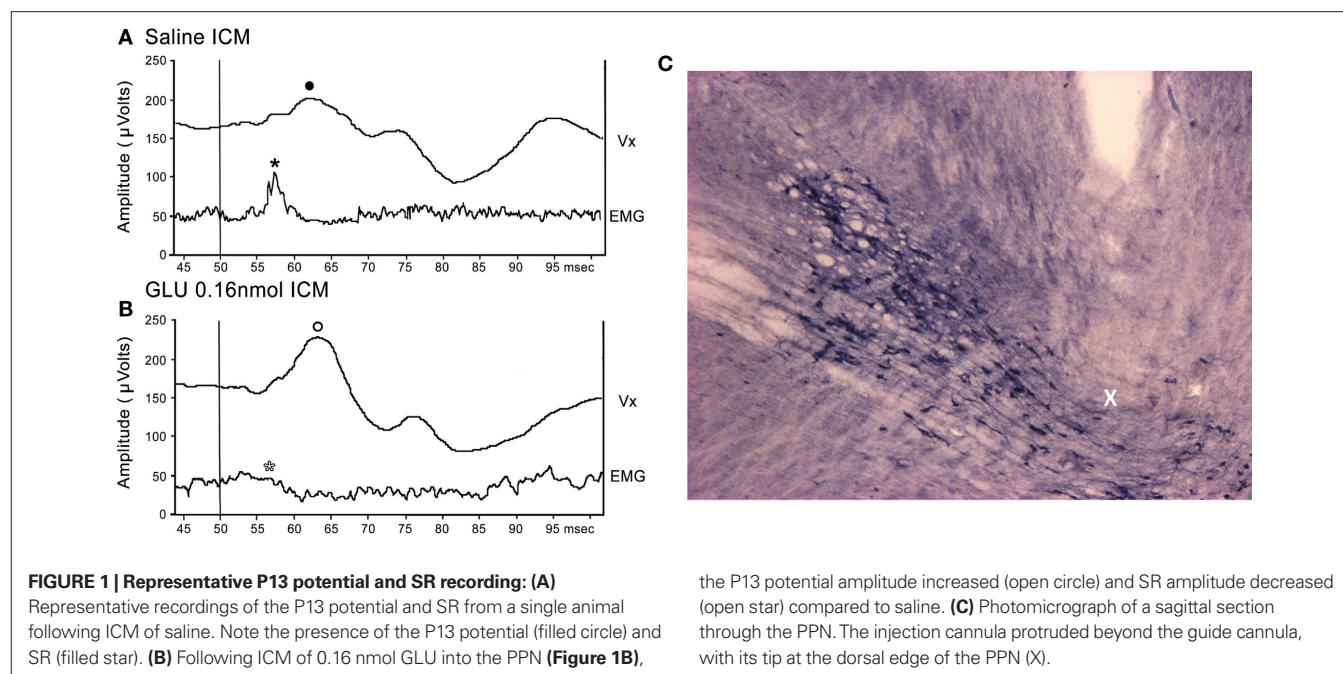 A Saline ICM
250
200
150
100
50
0
Amplitude ( µVolts)
●
*
Vx
EMG
45 50 55 60 65 70 75 80 85 90 95 msec
GLU 0.16nmol ICM
B
250
200
150
100
50
0
Amplitude ( µVolts)
Vx
EMG
45 50 55 60 65 70 75 80 85 90 95 msec
C
X
FIGURE 1 | Representative P13 potential and SR recording: (A)
Representative recordings of the P13 potential and SR from a single animal
following ICM of saline. Note the presence of the P13 potential (filled circle) and
SR (filled star). (B) Following ICM of 0.16 nmol GLU into the PPN (Figure 1B),
the P13 potential amplitude increased (open circle) and SR amplitude decreased
(open star) compared to saline. (C) Photomicrograph of a sagittal section
through the PPN. The injection cannula protruded beyond the guide cannula,
with its tip at the dorsal edge of the PPN (X).